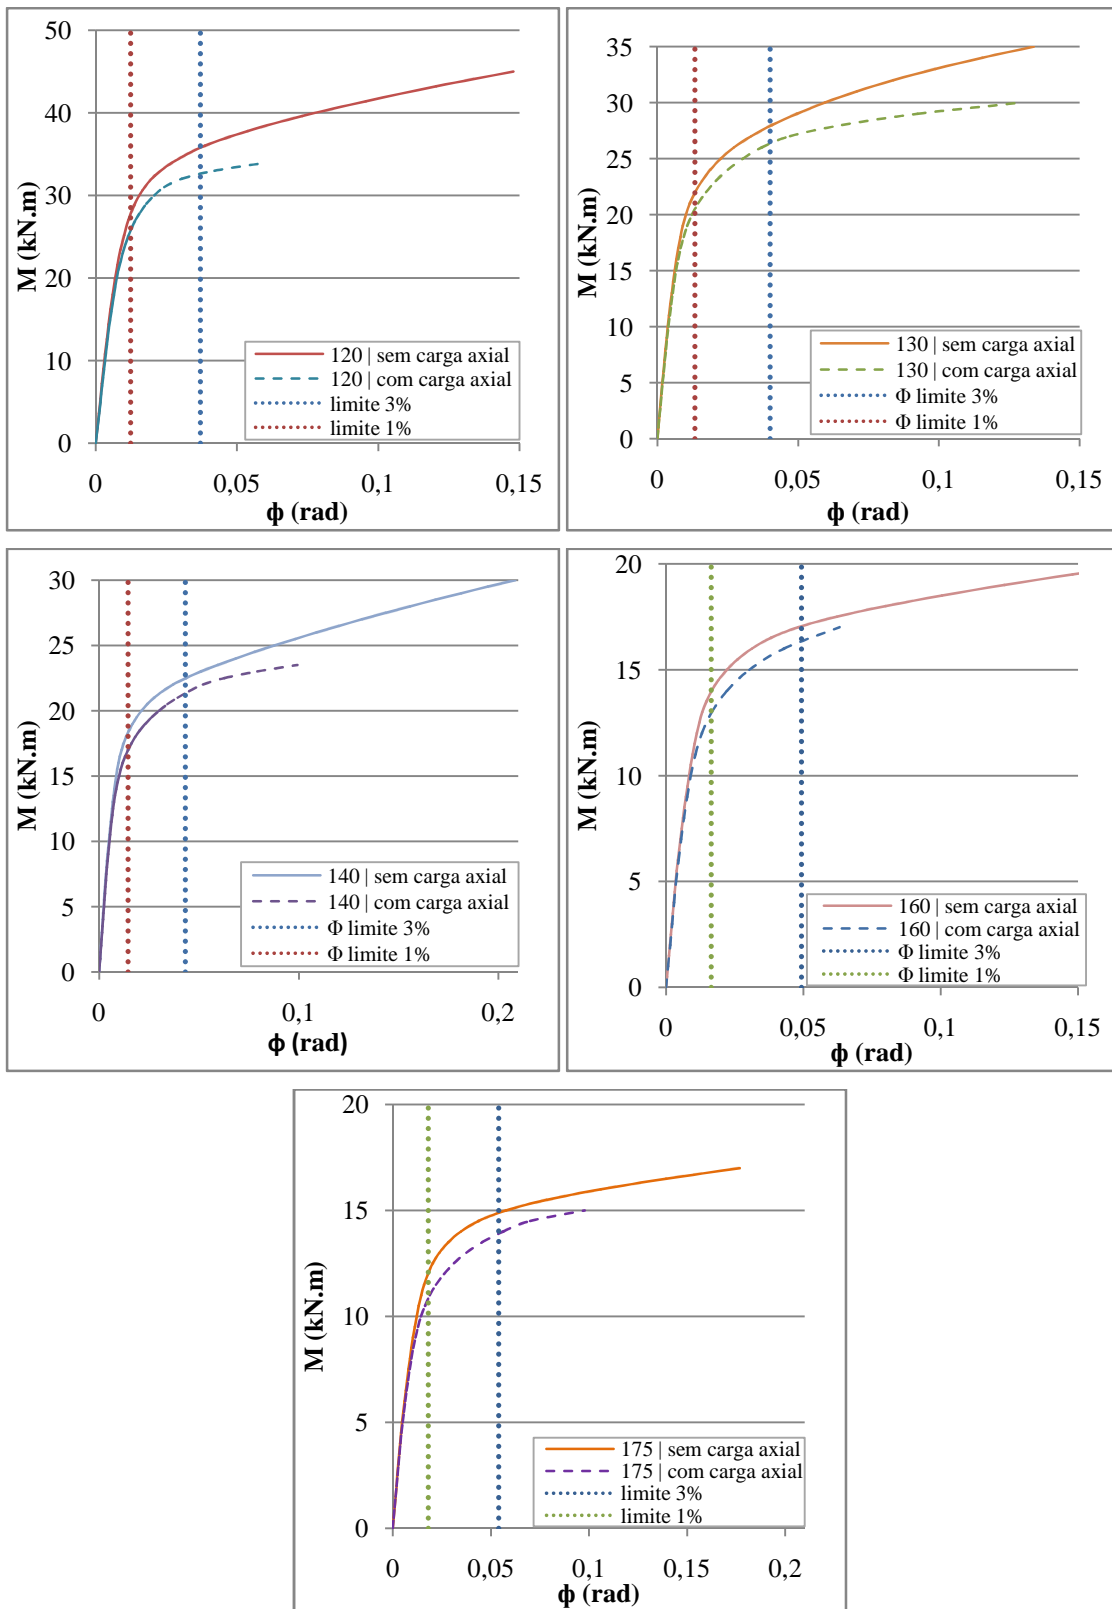 50
40
30
20
10
0
M (kN.m)
0
0,05
0,1
0,15
ϕ (rad)
120 | sem carga axial
120 | com carga axial
limite 3%
limite 1%
35
30
25
20
15
10
5
0
M (kN.m)
0
0,05
0,1
0,15
ϕ (rad)
130 | sem carga axial
130 | com carga axial
Φ limite 3%
Φ limite 1%
30
25
20
15
10
5
0
M (kN.m)
0
0,1
0,2
ϕ (rad)
140 | sem carga axial
140 | com carga axial
Φ limite 3%
Φ limite 1%
20
15
10
5
0
M (kN.m)
0
0,05
0,1
0,15
ϕ (rad)
160 | sem carga axial
160 | com carga axial
Φ limite 3%
Φ limite 1%
20
15
10
5
0
M (kN.m)
0
0,05
0,1
0,15
0,2
ϕ (rad)
175 | sem carga axial
175 | com carga axial
limite 3%
limite 1%